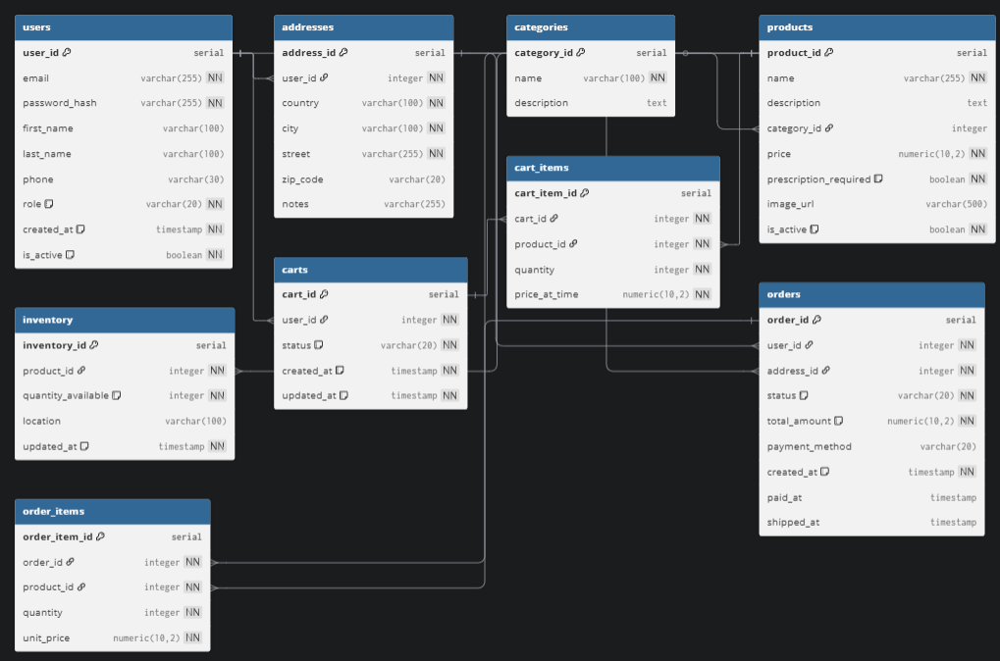 users
user_id serial
email varchar(255) NN
password_hash varchar(255) NN
first_name varchar(100)
last_name varchar(100)
phone varchar(30)
role varchar(20) NN
created_at timestamp NN
is_active boolean NN
addresses
address_id serial
user_id integer NN
country varchar(100) NN
city varchar(100) NN
street varchar(255) NN
zip_code varchar(20)
notes varchar(255)
categories
category_id serial
name varchar(100) NN
description text
products
product_id serial
name varchar(255) NN
description text
category_id integer
price numeric(10,2) NN
prescription_required boolean NN
image_url varchar(500)
is_active boolean NN
cart_items
cart_item_id serial
cart_id integer NN
product_id integer NN
quantity integer NN
price_at_time numeric(10,2) NN
carts
cart_id serial
user_id integer NN
status varchar(20) NN
created_at timestamp NN
updated_at timestamp NN
orders
order_id serial
user_id integer NN
address_id integer NN
status varchar(20) NN
total_amount numeric(10,2) NN
payment_method varchar(20)
created_at timestamp NN
paid_at timestamp
shipped_at timestamp
inventory
inventory_id serial
product_id integer NN
quantity_available integer NN
location varchar(100)
updated_at timestamp NN
order_items
order_item_id serial
order_id integer NN
product_id integer NN
quantity integer NN
unit_price numeric(10,2) NN